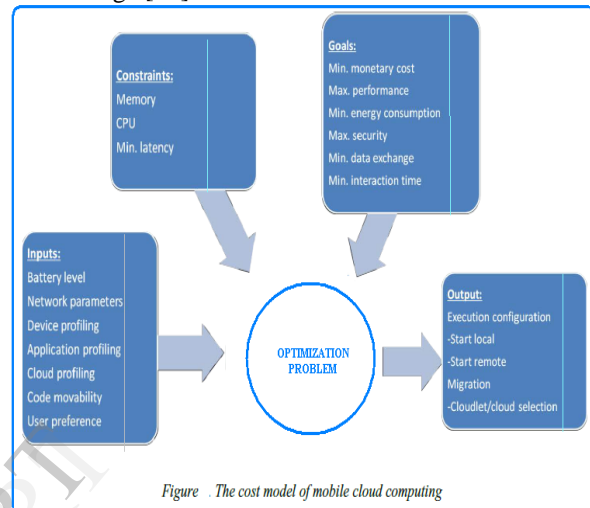 Constraints:
Memory
CPU
Min. latency
Goals:
Min. monetary cost
Max. performance
Min. energy consumption
Max. security
Min. data exchange
Min. interaction time
Inputs:
Battery level
Network parameters
Device profiling
Application profiling
Cloud profiling
Code movability
User preference
OPTIMIZATION
PROBLEM
Output:
Execution configuration
-Start local
-Start remote
Migration
-Cloudlet/cloud selection
Figure . The cost model of mobile cloud computing